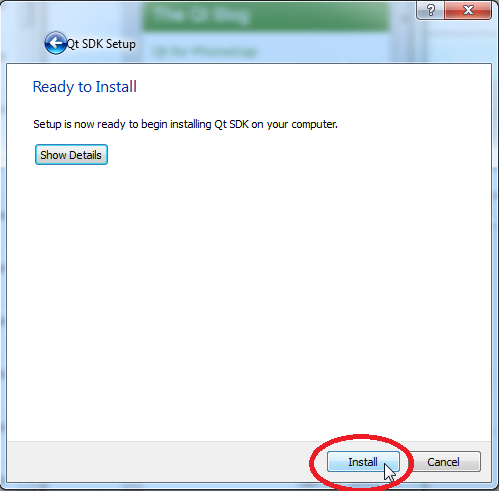 The Qt Blog
Qt for PhoneGap
Qt SDK Setup
Ready to Install
Setup is now ready to begin installing Qt SDK on your computer.
Show Details
Install
Cancel